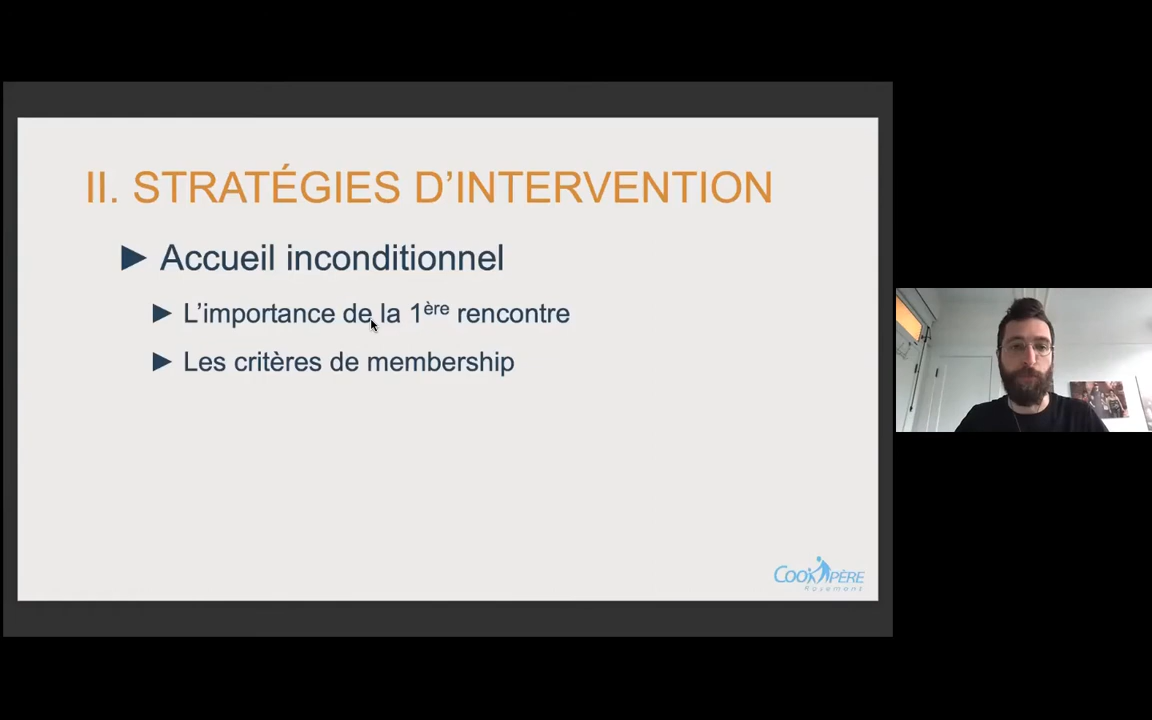 II. STRATÉGIES D’INTERVENTION
Accueil inconditionnel
L’importance de la 1ère rencontre
Les critères de membership
CooPÈRE
Rosemont